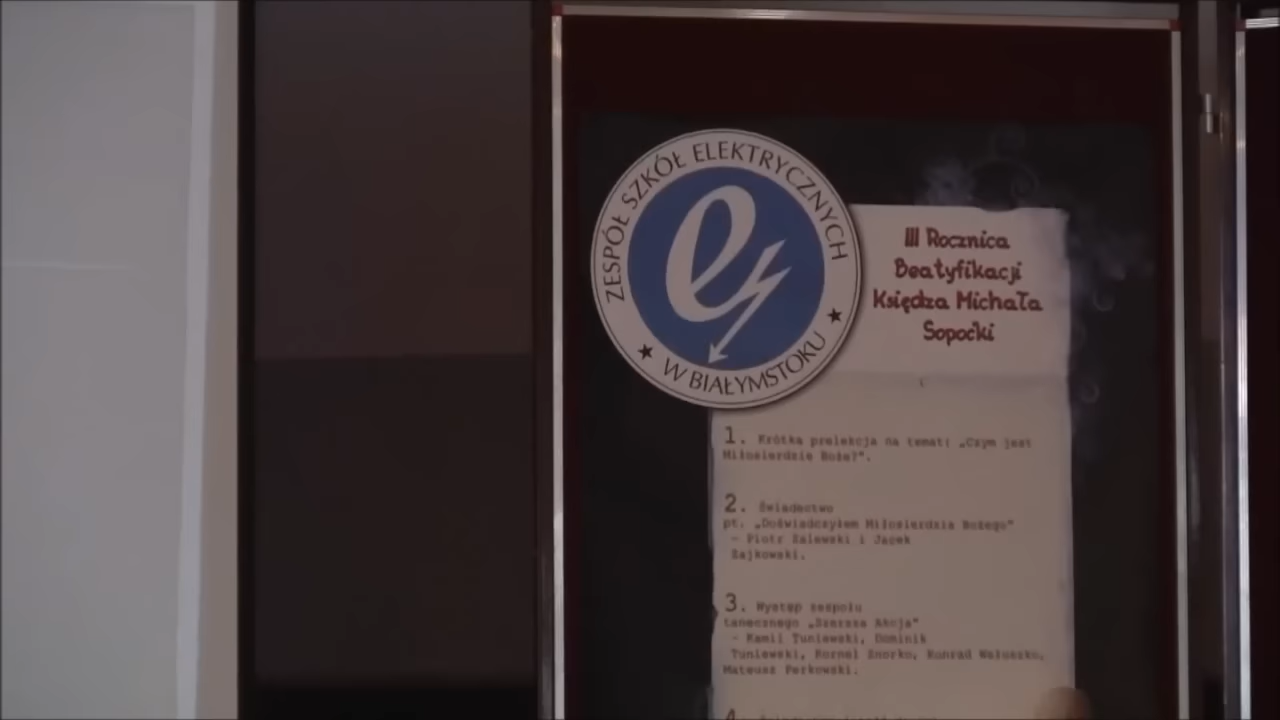 ZESPÓŁ SZKÓŁ ELEKTRYCZNYCH
★ W BIAŁYMSTOKU ★
e
III Rocznica
Beatyfikacji
Księdza Michała
Sopoćki
1. Krótka prelekcja na temat: „Czym jest
Miłosierdzie Boże?".
2. Świadectwo
pt. „Doświadczyłem Miłosierdzia Bożego"
- Piotr Zalewski i Jacek
Zajkowski.
3. Występ zespołu
tanecznego „Szersza Akcja"
- Kamil Tuniewski, Dominik
Tuniewski, Kornel Znorko, Konrad Wałuszko,
Mateusz Perkowski.
4.